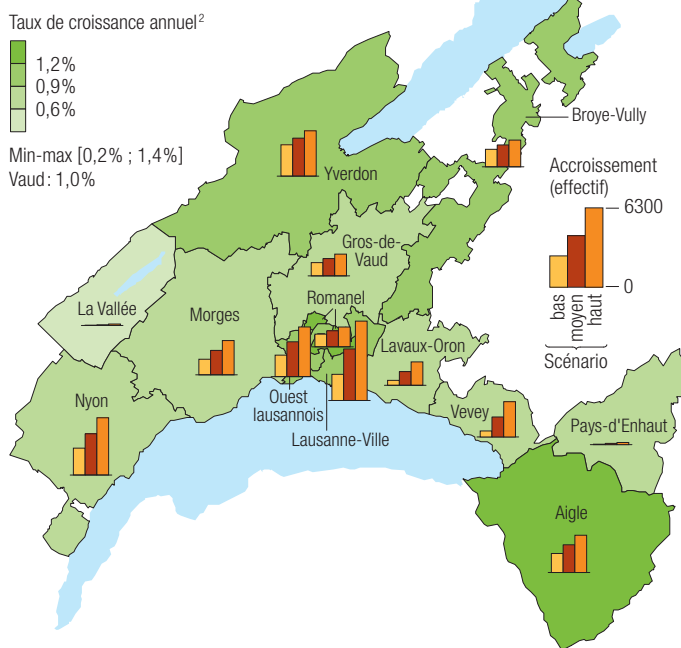 Taux de croissance annuel²
1,2%
0,9%
0,6%
Min-max [0,2% ; 1,4%]
Vaud: 1,0%
Broye-Vully
Accroissement
(effectif)
6300
0
bas
moyen
haut
Scénario
Yverdon
Gros-de-
Vaud
Romanel
La Vallée
Morges
Lavaux-Oron
Ouest
lausannois
Lausanne-Ville
Nyon
Vevey
Pays-d'Enhaut
Aigle